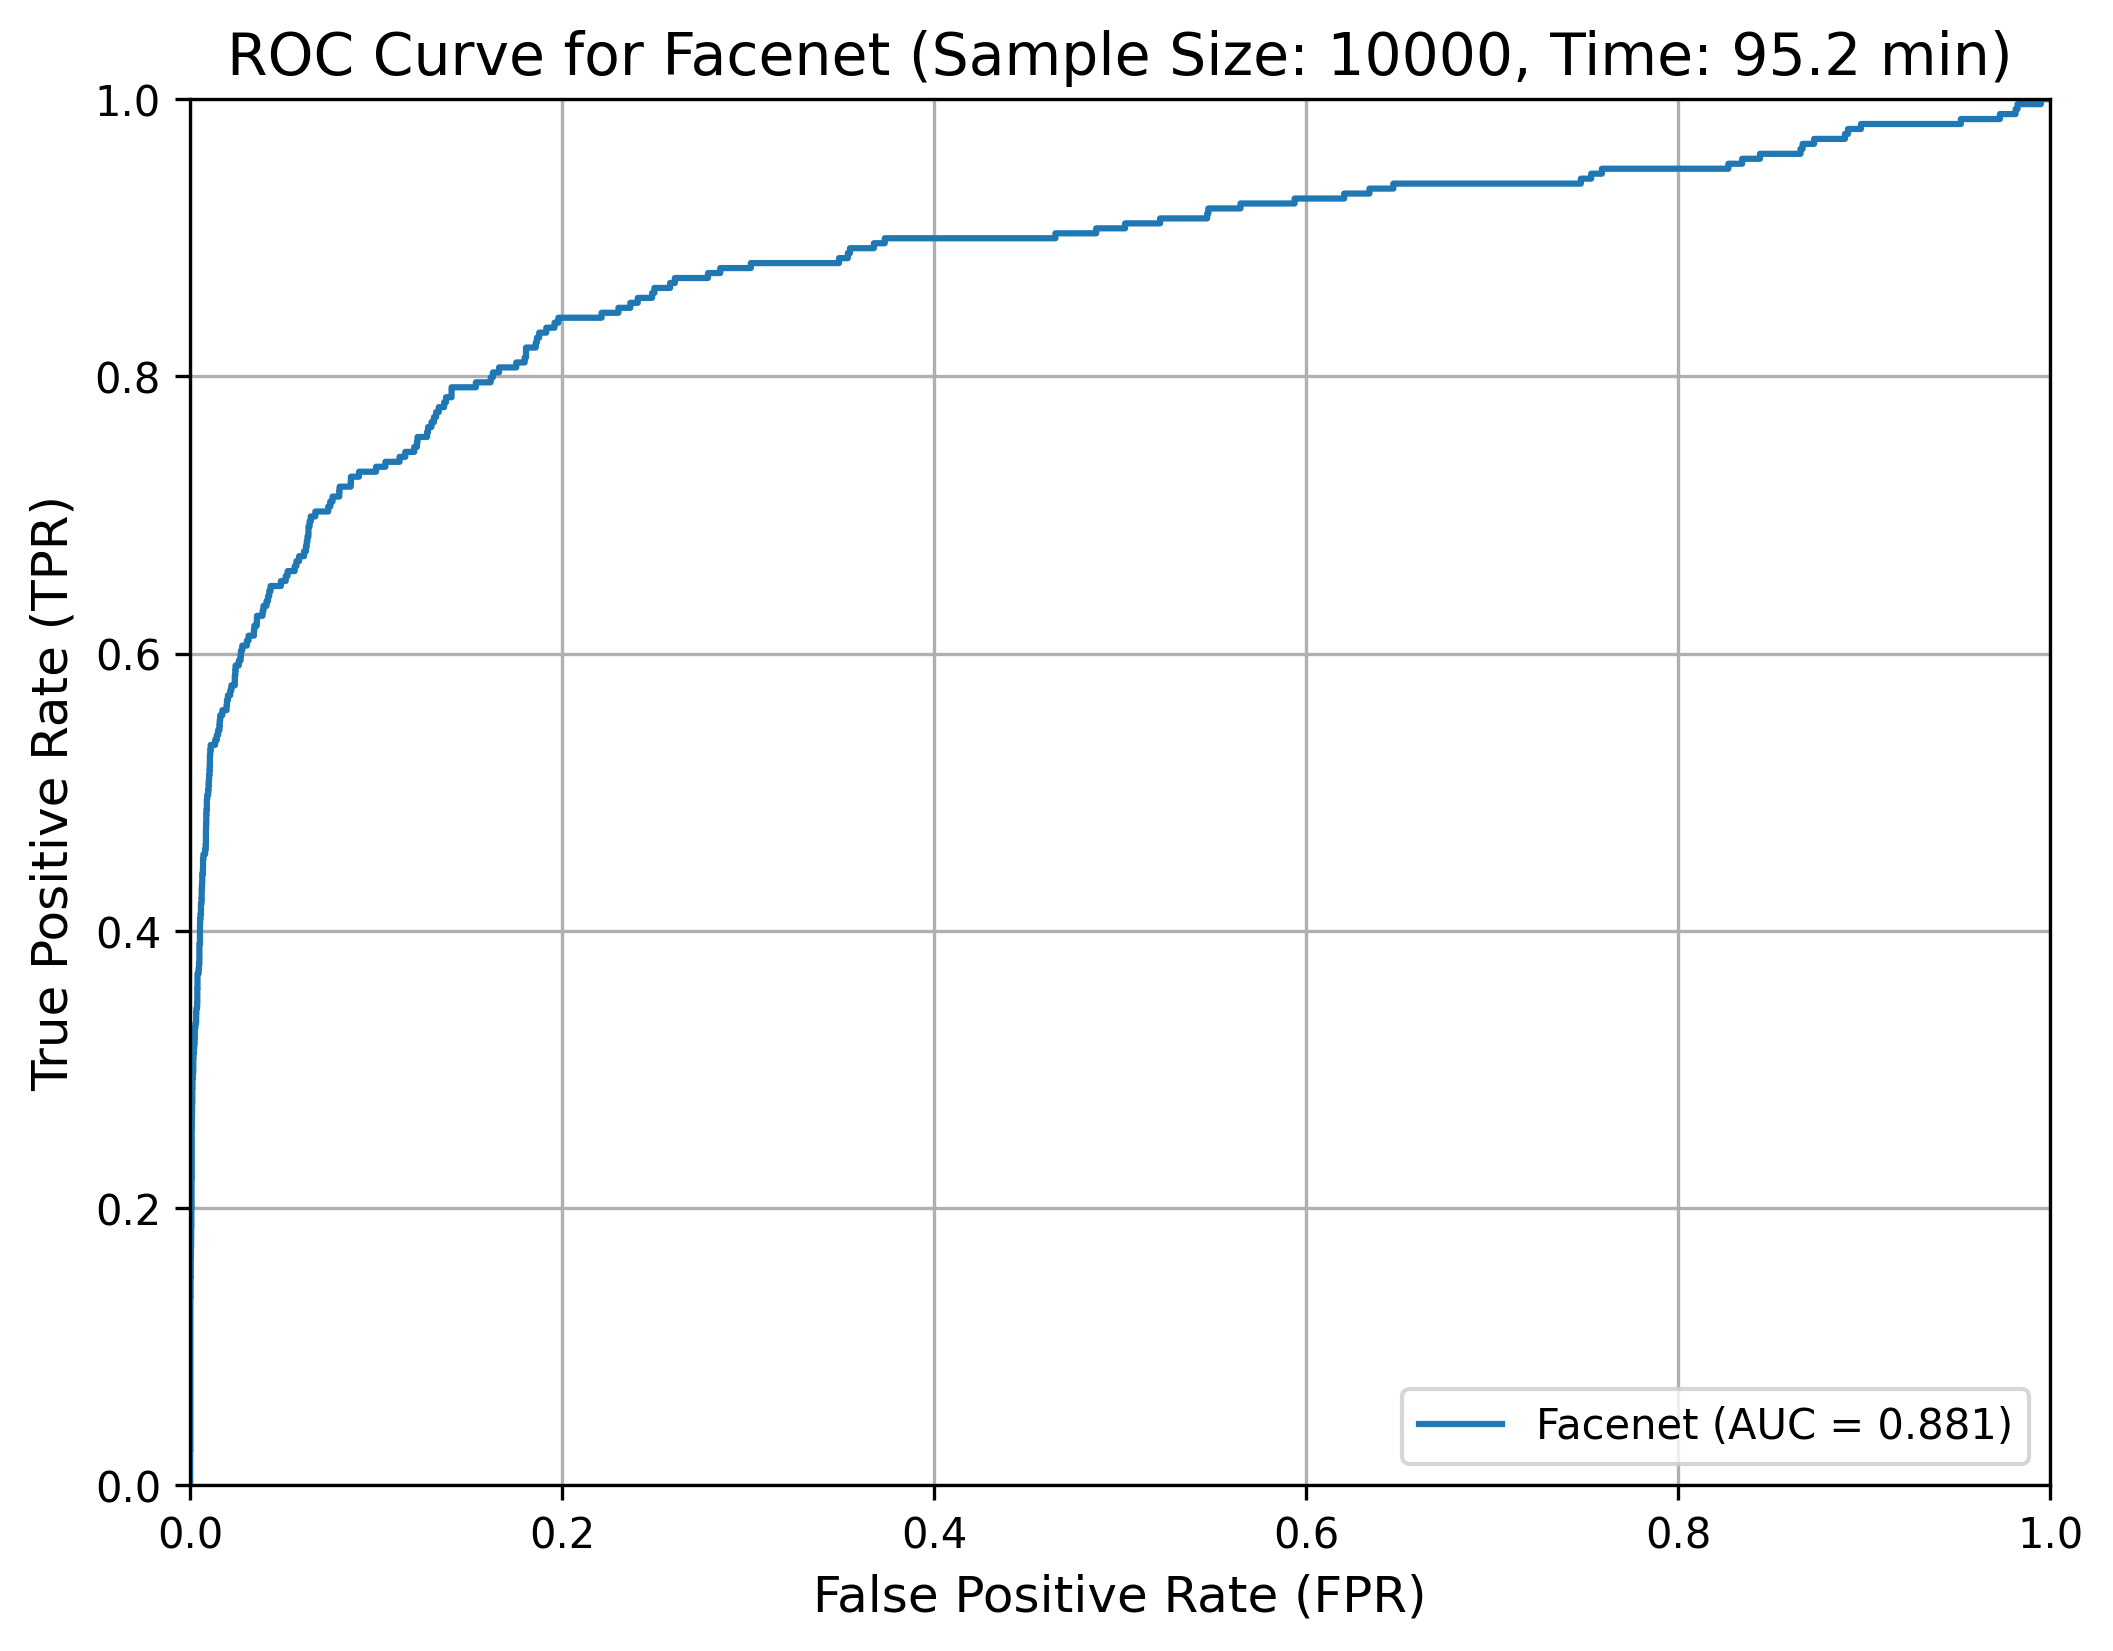 ROC Curve for Facenet (Sample Size: 10000, Time: 95.2 min)
True Positive Rate (TPR)
1.0
0.8
0.6
0.4
0.2
0.0
Facenet (AUC = 0.881)
0.0 0.2 0.4 0.6 0.8 1.0
False Positive Rate (FPR)